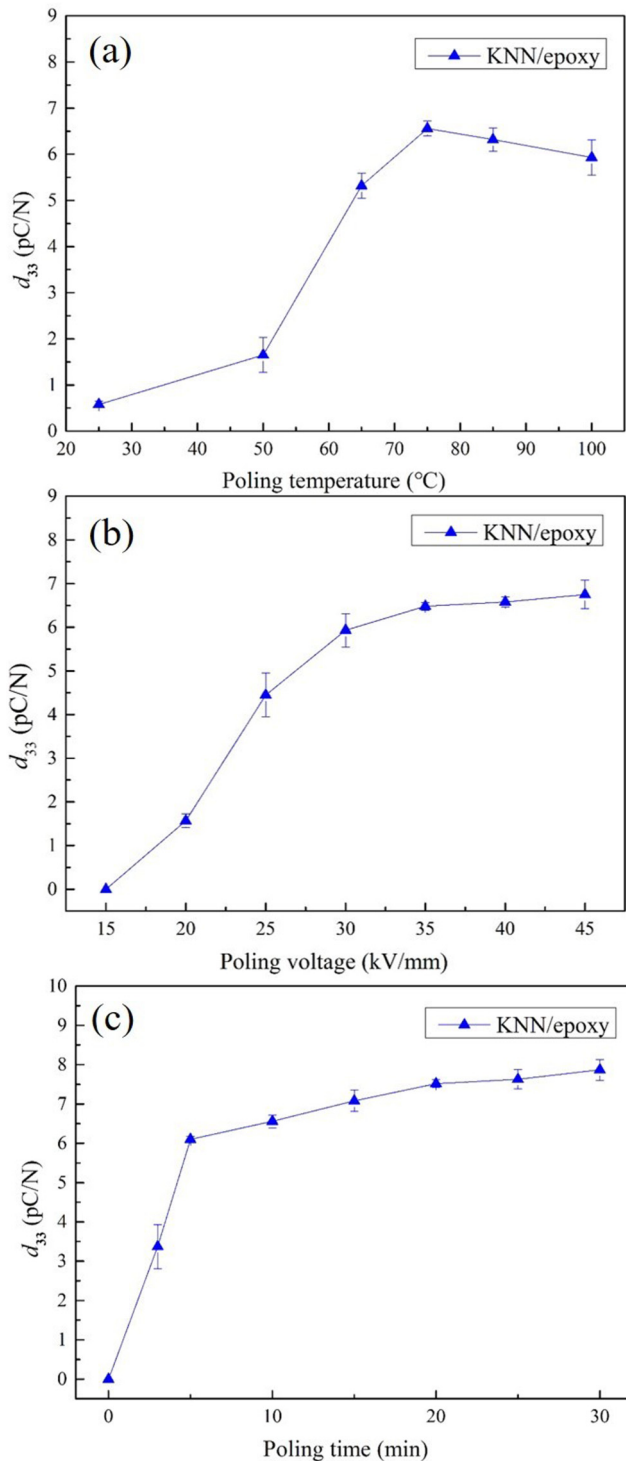 (a)
KNN/epoxy
9
8
7
6
5
4
3
2
1
0
d33 (pC/N)
20 30 40 50 60 70 80 90 100
Poling temperature (℃)
(b)
KNN/epoxy
9
8
7
6
5
4
3
2
1
0
d33 (pC/N)
15 20 25 30 35 40 45
Poling voltage (kV/mm)
(c)
KNN/epoxy
10
9
8
7
6
5
4
3
2
1
0
d33 (pC/N)
0 10 20 30
Poling time (min)